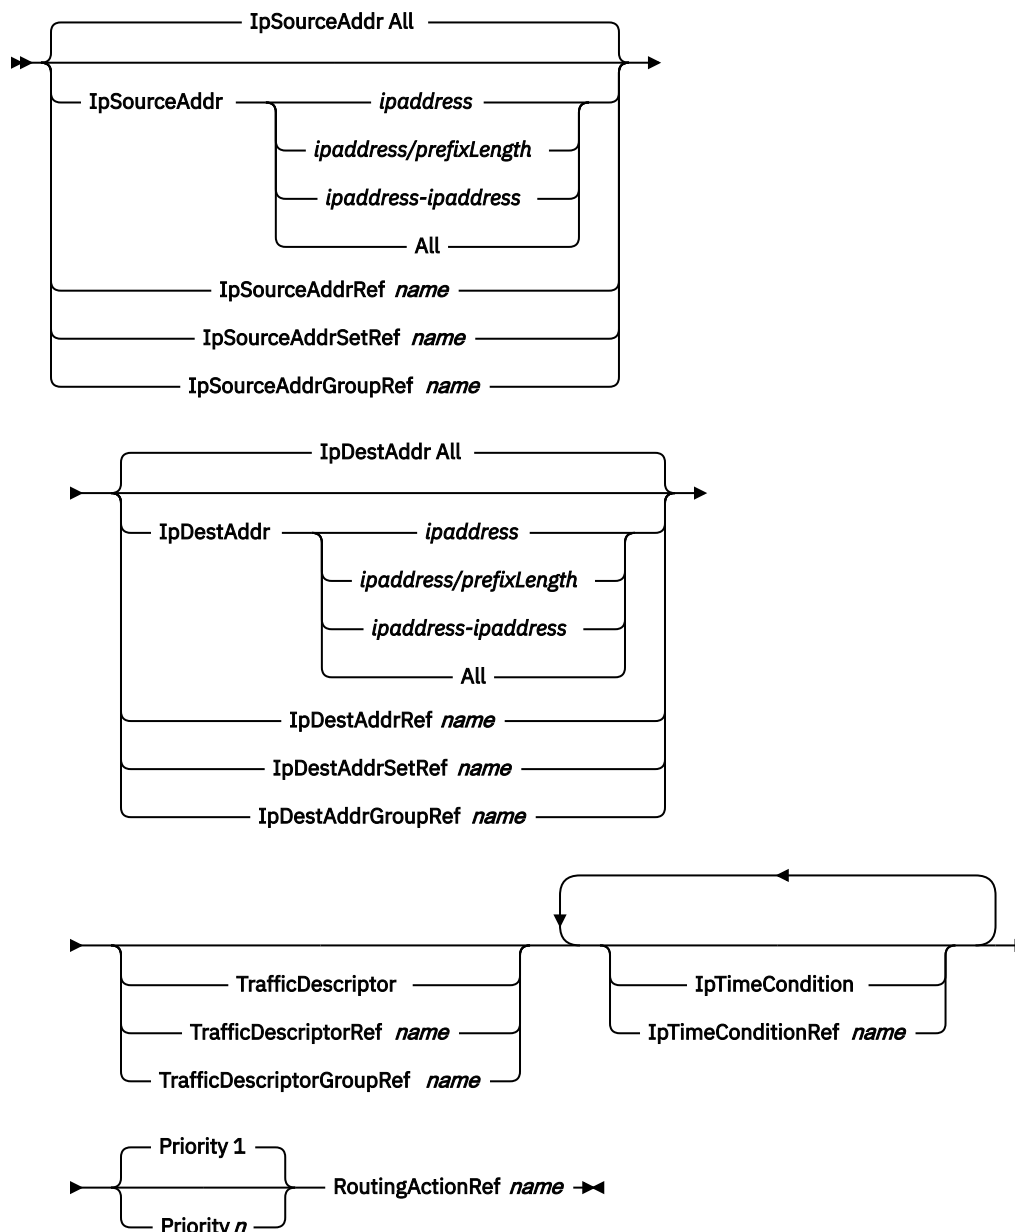 IpSourceAddr All
IpSourceAddr ipaddress
ipaddress/prefixLength
ipaddress-ipaddress
All
IpSourceAddrRef name
IpSourceAddrSetRef name
IpSourceAddrGroupRef name
IpDestAddr All
IpDestAddr ipaddress
ipaddress/prefixLength
ipaddress-ipaddress
All
IpDestAddrRef name
IpDestAddrSetRef name
IpDestAddrGroupRef name
TrafficDescriptor IpTimeCondition
TrafficDescriptorRef name IpTimeConditionRef name
TrafficDescriptorGroupRef name
Priority 1
RoutingActionRef name
Priority n